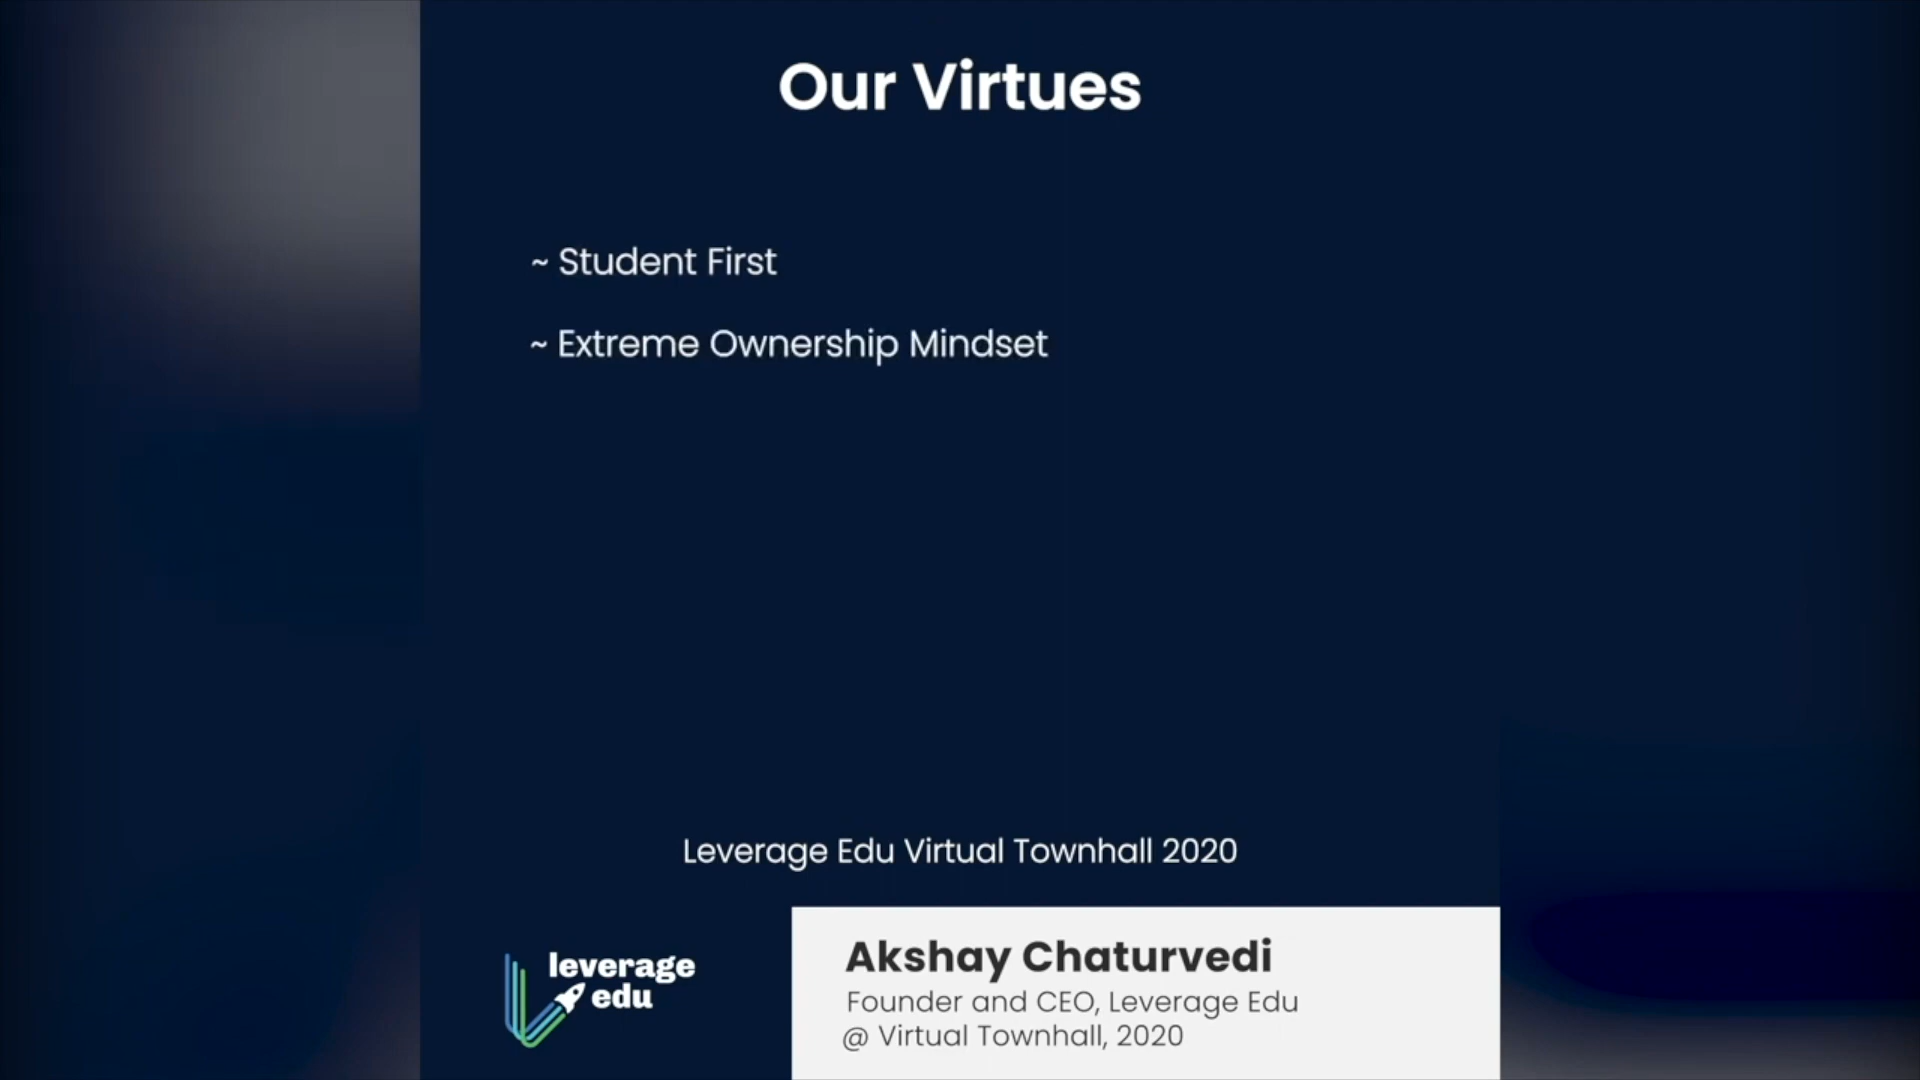 Our Virtues
~ Student First
~ Extreme Ownership Mindset
Leverage Edu Virtual Townhall 2020
leverage
edu
Akshay Chaturvedi
Founder and CEO, Leverage Edu
@ Virtual Townhall, 2020